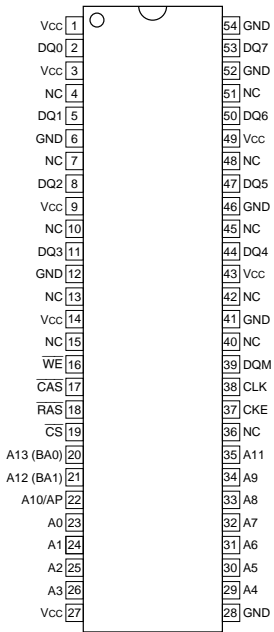 Vcc 1 54 GND
DQ0 2 53 DQ7
Vcc 3 52 GND
NC 4 51 NC
DQ1 5 50 DQ6
GND 6 49 Vcc
NC 7 48 NC
DQ2 8 47 DQ5
Vcc 9 46 GND
NC 10 45 NC
DQ3 11 44 DQ4
GND 12 43 Vcc
NC 13 42 NC
Vcc 14 41 GND
NC 15 40 NC
WE 16 39 DQM
CAS 17 38 CLK
RAS 18 37 CKE
CS 19 36 NC
A13 (BA0) 20 35 A11
A12 (BA1) 21 34 A9
A10/AP 22 33 A8
A0 23 32 A7
A1 24 31 A6
A2 25 30 A5
A3 26 29 A4
Vcc 27 28 GND